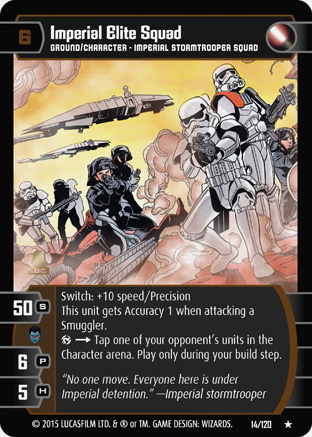 6
Imperial Elite Squad
GROUND/CHARACTER - IMPERIAL STORMTROOPER SQUAD
50 S
Switch: +10 speed/Precision
This unit gets Accuracy 1 when attacking a
Smuggler.
→ Tap one of your opponent's units in the
Character arena. Play only during your build step.
6 P
5 H
“No one move. Everyone here is under
Imperial detention.” —Imperial stormtrooper
© 2015 LUCASFILM LTD. & ® or TM. GAME DESIGN: WIZARDS.
14/120 ★